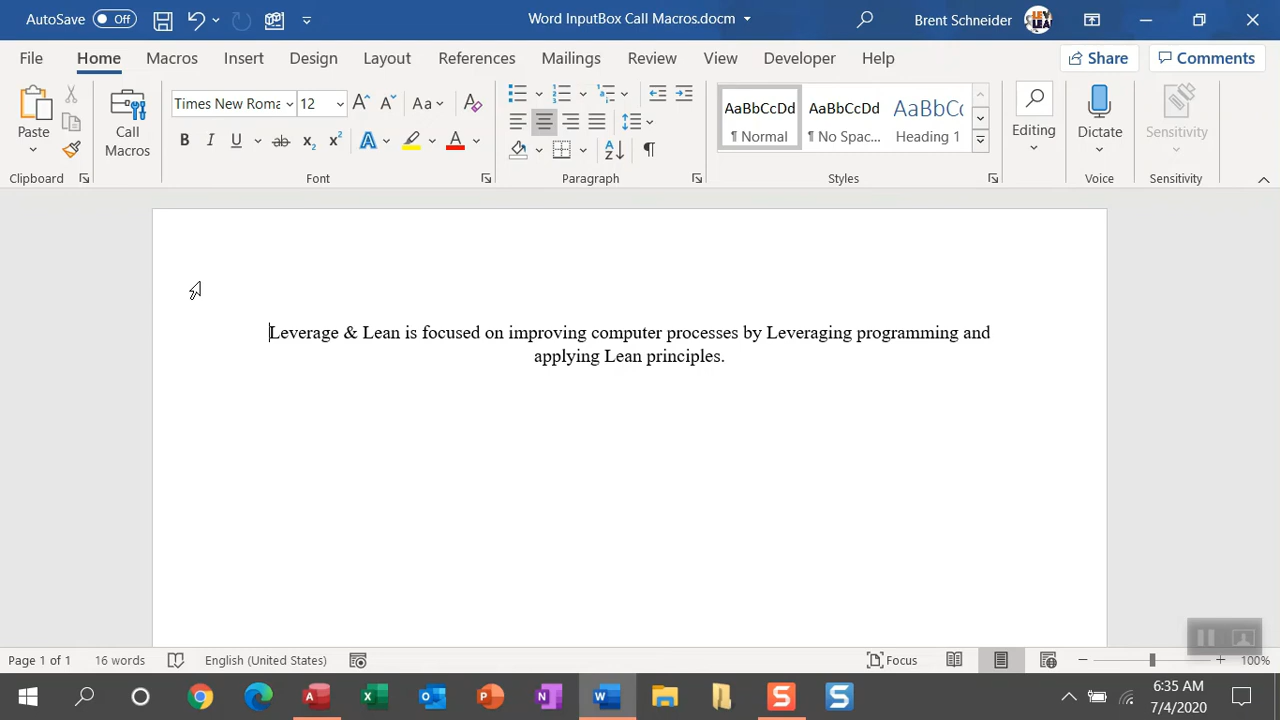 AutoSave Off Word InputBox Call Macros.docm Brent Schneider
File Home Macros Insert Design Layout References Mailings Review View Developer Help Share Comments
Times New Roma 12 Aa
AaBbCcDd AaBbCcDd AaBbCc
Paste Call Macros
¶ Normal ¶ No Spac... Heading 1
Editing Dictate Sensitivity
Clipboard Font Paragraph Styles Voice Sensitivity
Leverage & Lean is focused on improving computer processes by Leveraging programming and
applying Lean principles.
Page 1 of 1 16 words English (United States) Focus 100%
6:35 AM
7/4/2020